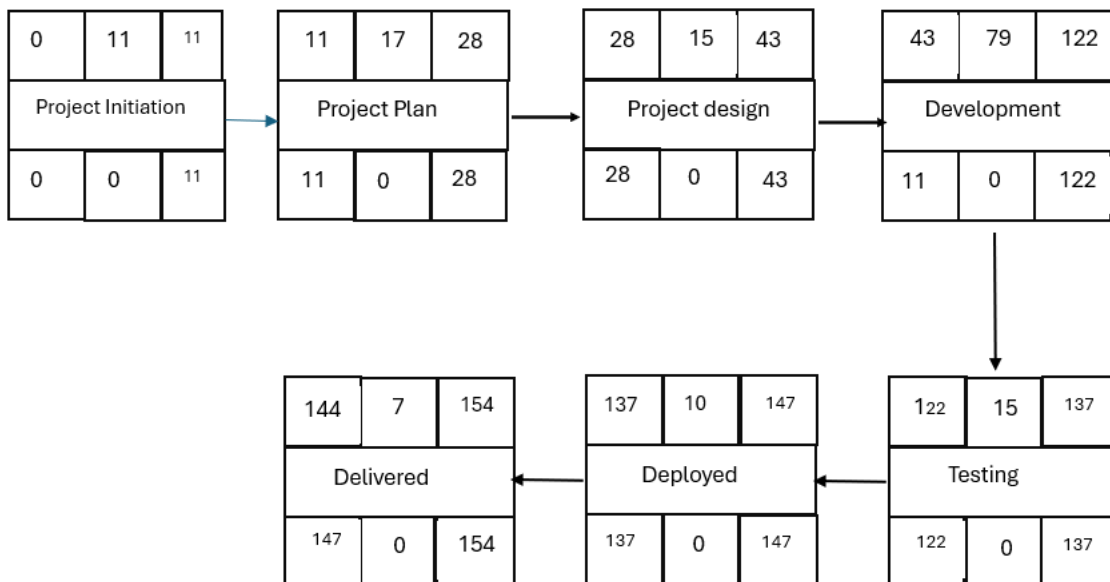 0 11 11
Project Initiation
0 0 11
11 17 28
Project Plan
11 0 28
28 15 43
Project design
28 0 43
43 79 122
Development
11 0 122
122 15 137
Testing
122 0 137
137 10 147
Deployed
137 0 147
144 7 154
Delivered
147 0 154